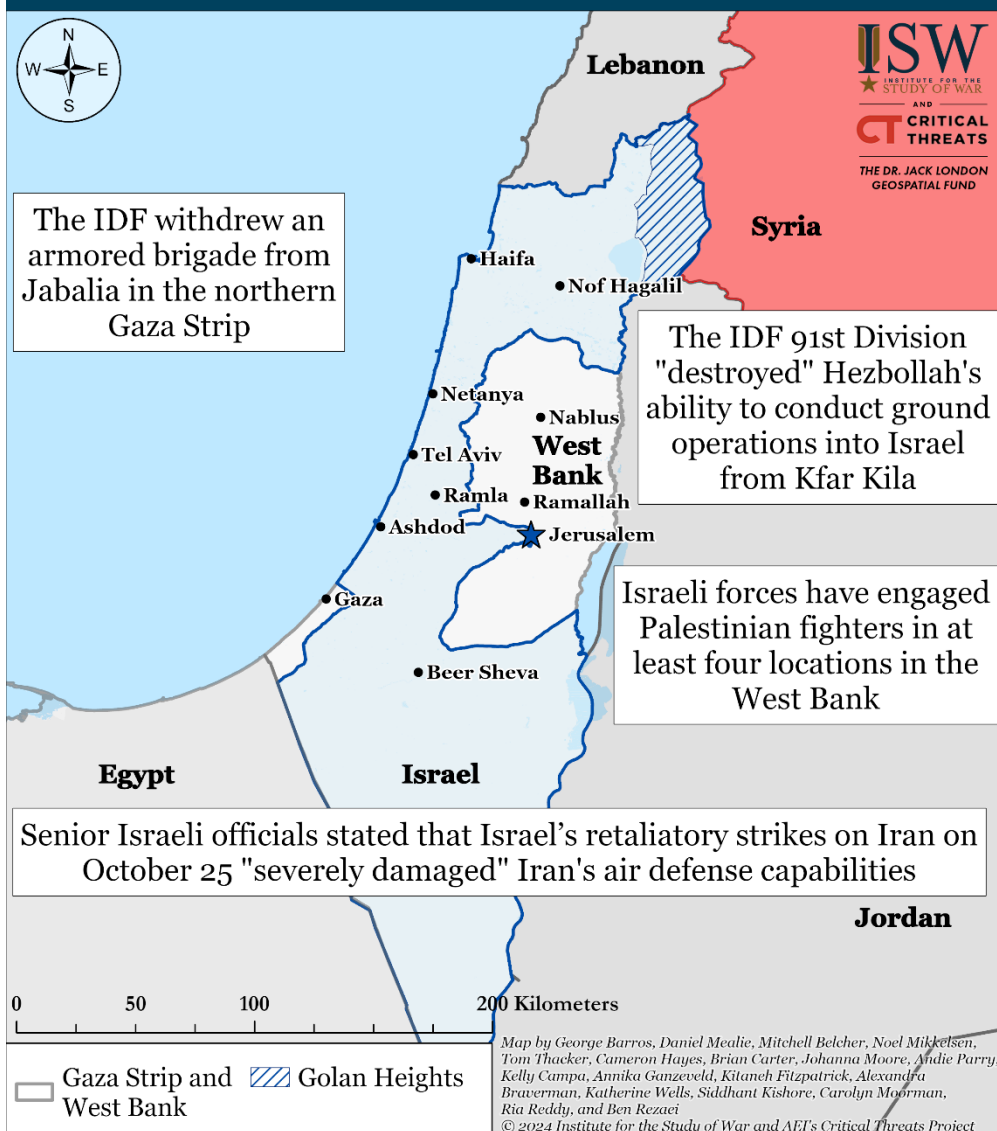 N
W E
S
Lebanon
ISW
INSTITUTE FOR THE
STUDY OF WAR
AND
CT CRITICAL
THREATS
THE DR. JACK LONDON
GEOSPATIAL FUND
The IDF withdrew an
armored brigade from
Jabalia in the northern
Gaza Strip
Syria
Haifa
Nof Hagalil
The IDF 91st Division
"destroyed" Hezbollah's
ability to conduct ground
operations into Israel
from Kfar Kila
Netanya
Nablus
West
Bank
Tel Aviv
Ramla
Ramallah
Ashdod
Jerusalem
Israeli forces have engaged
Palestinian fighters in at
least four locations in the
West Bank
Gaza
Beer Sheva
Egypt
Israel
Senior Israeli officials stated that Israel’s retaliatory strikes on Iran on
October 25 "severely damaged" Iran's air defense capabilities
Jordan
0 50 100 200 Kilometers
Gaza Strip and
West Bank
Golan Heights
Map by George Barros, Daniel Mealie, Mitchell Belcher, Noel Mikkelsen,
Tom Thacker, Cameron Hayes, Brian Carter, Johanna Moore, Andie Parry,
Kelly Campa, Annika Ganzeveld, Kitaneh Fitzpatrick, Alexandra
Braverman, Katherine Wells, Siddhant Kishore, Carolyn Moorman,
Ria Reddy, and Ben Rezaei
© 2024 Institute for the Study of War and AEI's Critical Threats Project